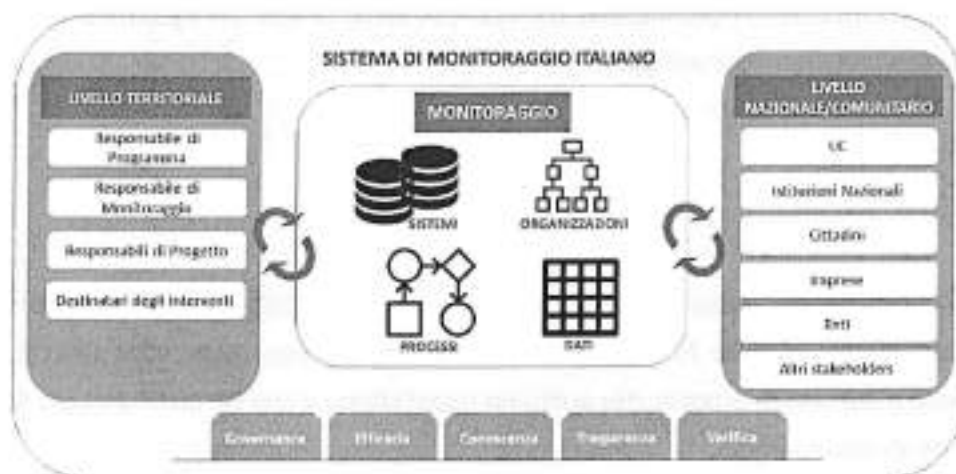 SISTEMA DI MONITORAGGIO ITALIANO
LIVELLO TERRITORIALE
Responsabile di
Programma
Responsabile di
Monitoraggio
Responsabili di Progetto
Destinatari degli Interventi
MONITORAGGIO
SISTEMI
ORGANIZZAZIONI
PROCESSI
DATI
LIVELLO
NAZIONALE/COMUNITARIO
UE
Istituzioni Nazionali
Cittadini
Imprese
Enti
Altri stakeholders
Governance
Efficacia
Conoscenza
Trasparenza
Verifica